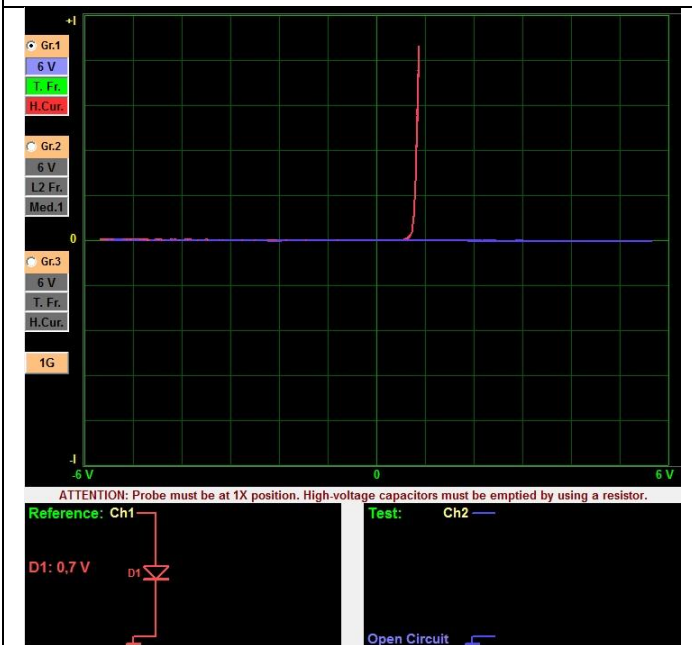 +I
Gr.1
6 V
T. Fr.
H.Cur.
Gr.2
6 V
L2 Fr.
Med.1
0
Gr.3
6 V
T. Fr.
H.Cur.
1G
-I
-6 V 0 6 V
ATTENTION: Probe must be at 1X position. High-voltage capacitors must be emptied by using a resistor.
Reference: Ch1
D1: 0,7 V
D1
Test: Ch2
Open Circuit